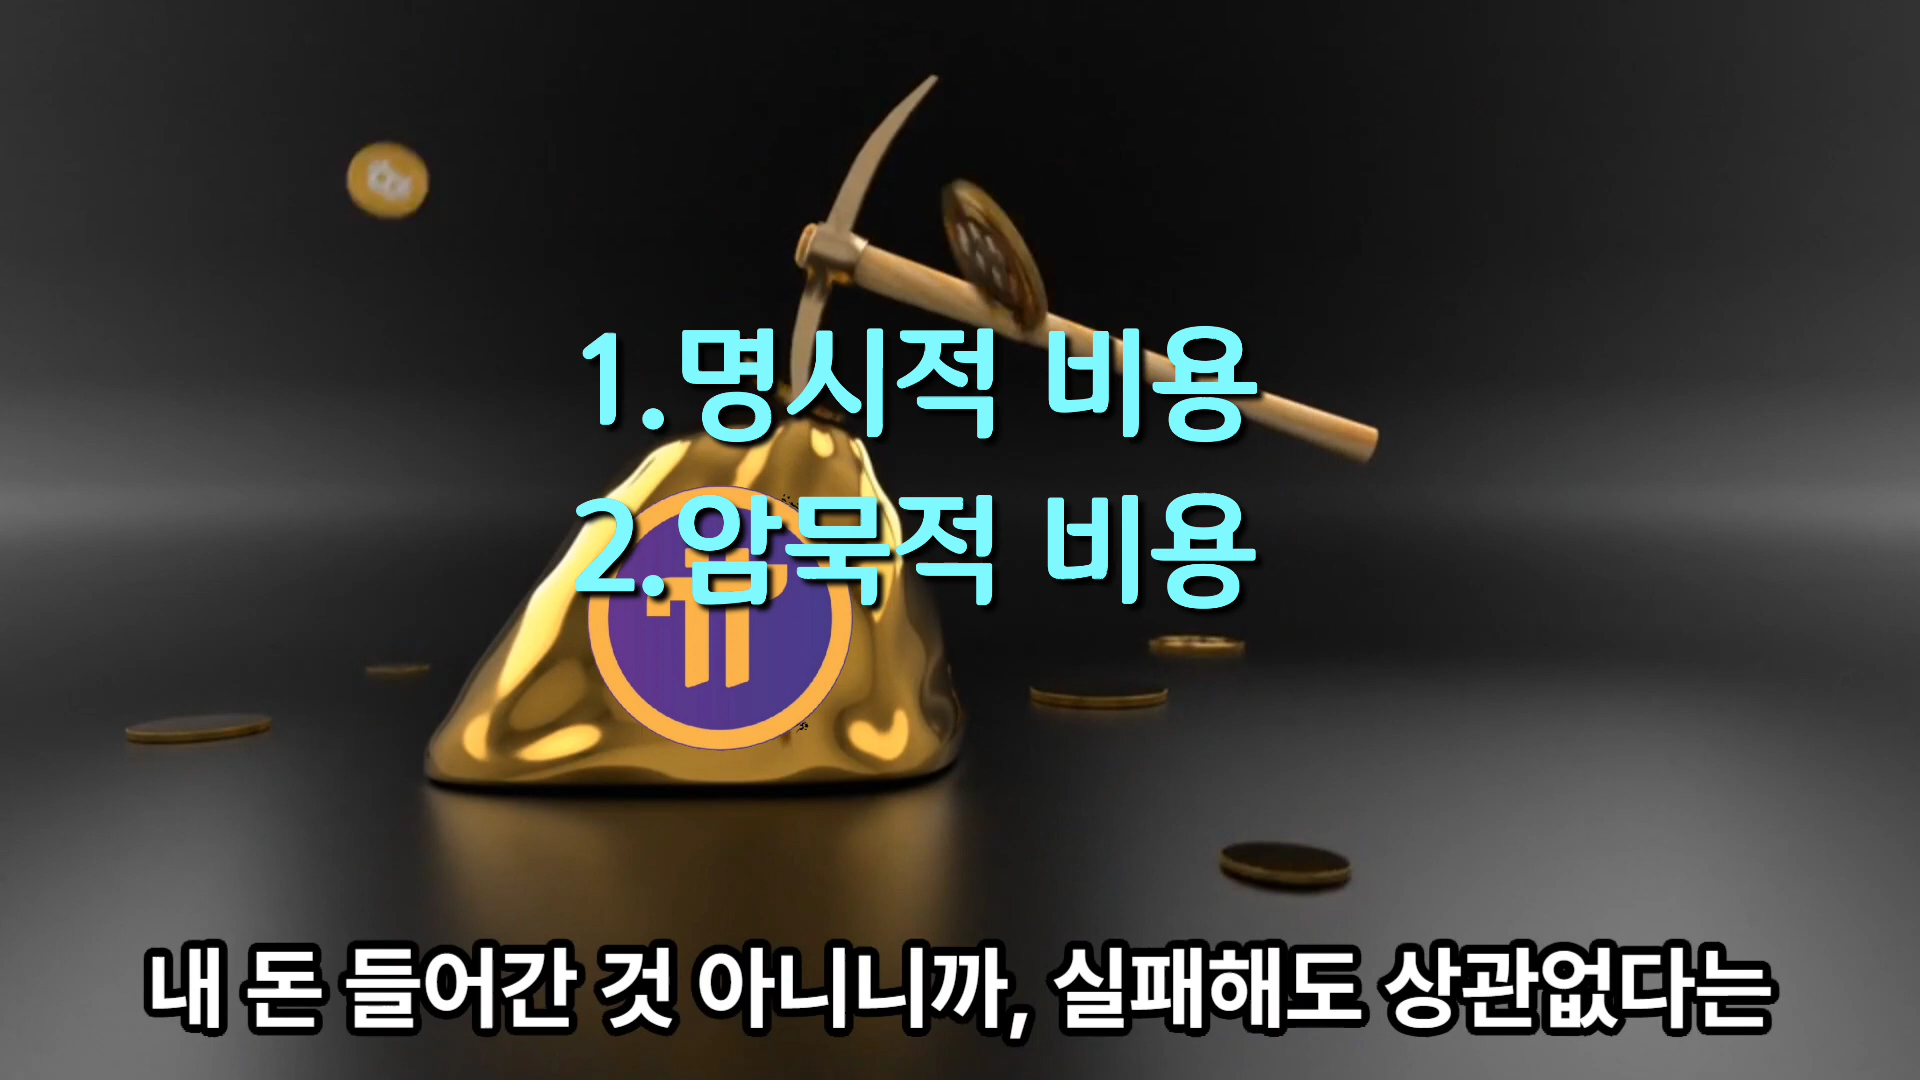 1.명시적 비용
2.암묵적 비용
내 돈 들어간 것 아니니까, 실패해도 상관없다는